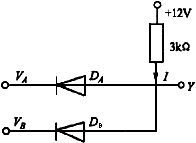 +12V
3kΩ
V_A D_A I Y
V_B D_B